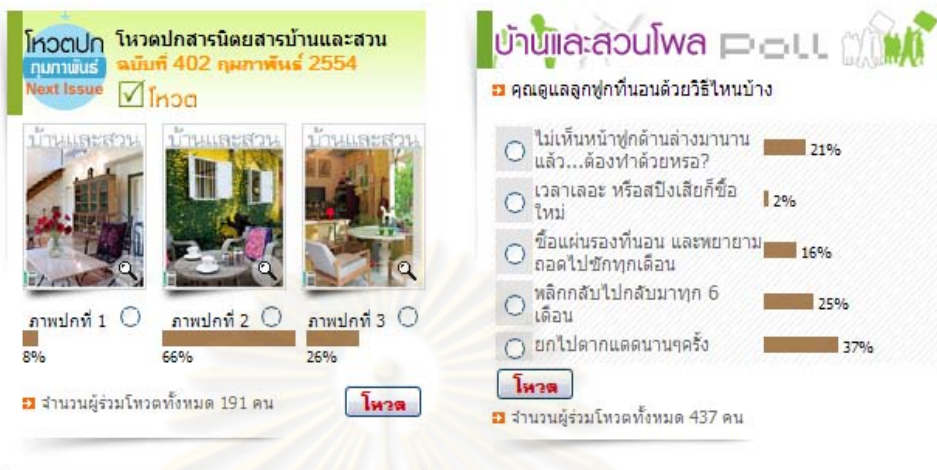 โหวตปก
กุมภาพันธ์
Next Issue
โหวตปกสารนิตยสารบ้านและสวน
ฉบับที่ 402 กุมภาพันธ์ 2554
โหวต
บ้านและสวน
บ้านและสวน
บ้านและสวน
ภาพปกที่ 1
ภาพปกที่ 2
ภาพปกที่ 3
8%
66%
26%
จำนวนผู้ร่วมโหวตทั้งหมด 191 คน
โหวต
บ้านและสวนโพล Poll
คุณดูแลลูกฟูกที่นอนด้วยวิธีไหนบ้าง
ไม่เห็นหน้าฟูกด้านล่างมานาน
แล้ว...ต้องทำด้วยหรอ?
21%
เวลาเลอะ หรือสปิงเสียก็ซื้อ
ใหม่
2%
ซื้อแผ่นรองที่นอน และพยายาม
ถอดไปซักทุกเดือน
16%
พลิกกลับไปกลับมาทุก 6
เดือน
25%
ยกไปตากแดดนานๆครั้ง
37%
โหวต
จำนวนผู้ร่วมโหวตทั้งหมด 437 คน